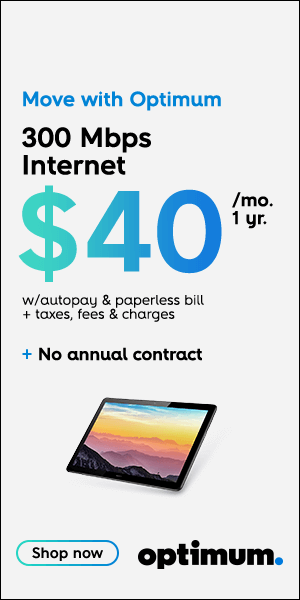 Move with Optimum
300 Mbps
Internet
$40 /mo.
1 yr.
w/autopay & paperless bill
+ taxes, fees & charges
+ No annual contract
Shop now
optimum.